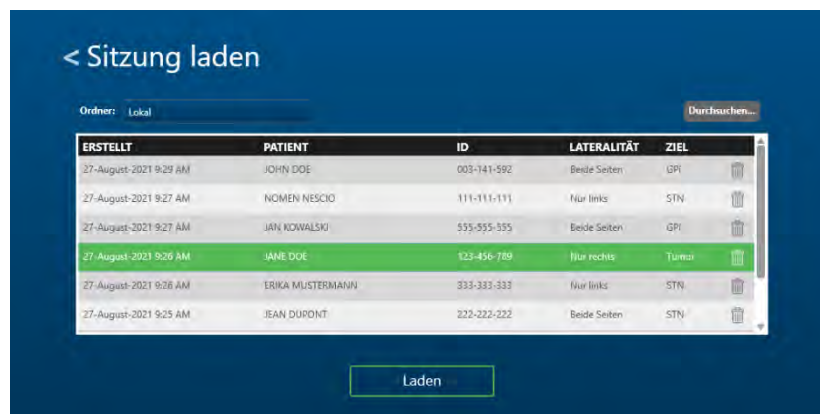 < Sitzung laden
Ordner: Lokal Durchsuchen...
ERSTELLT PATIENT ID LATERALITÄT ZIEL
27-August-2021 9:29 AM JOHN DOE 003-141-592 Beide Seiten GPi
27-August-2021 9:27 AM NOMEN NESCIO 111-111-111 Nur links STN
27-August-2021 9:27 AM JAN KOWALSKI 555-555-555 Beide Seiten GPi
27-August-2021 9:26 AM JANE DOE 123-456-789 Nur rechts Tumor
27-August-2021 9:26 AM ERIKA MUSTERMANN 333-333-333 Nur links STN
27-August-2021 9:25 AM JEAN DUPONT 222-222-222 Beide Seiten STN
Laden